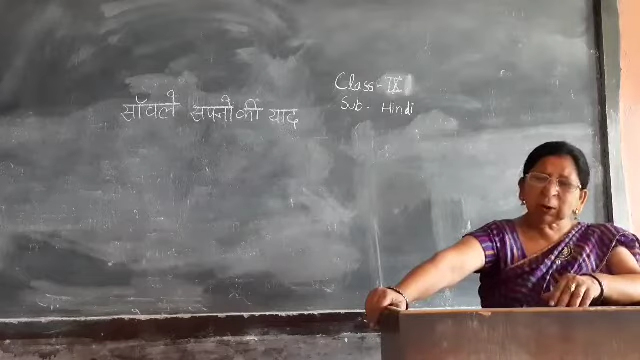 साँवले सपनों की याद
Class-IX
Sub. Hindi